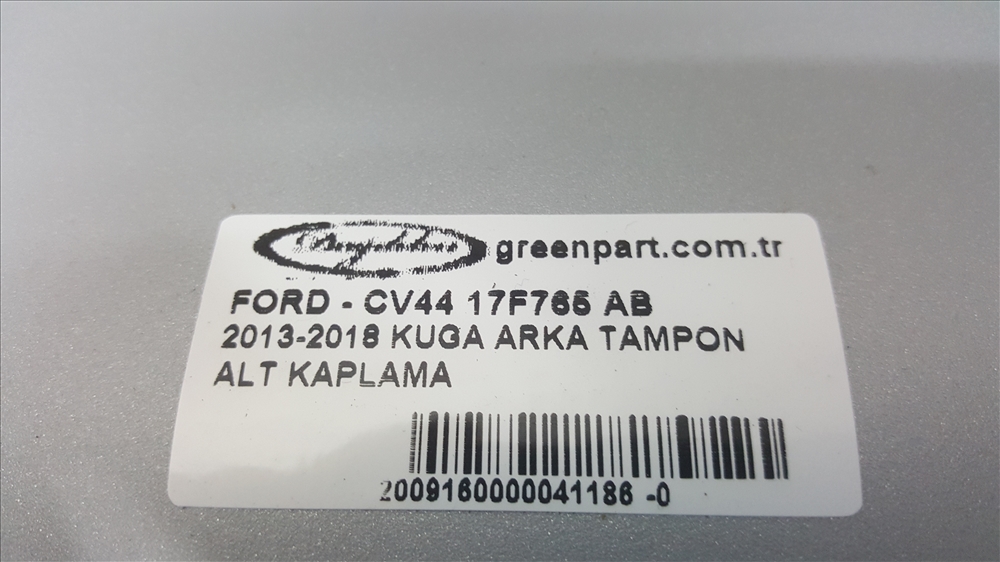 greenpart.com.tr
FORD - CV44 17F765 AB
2013-2018 KUGA ARKA TAMPON
ALT KAPLAMA
2009160000041186 -0